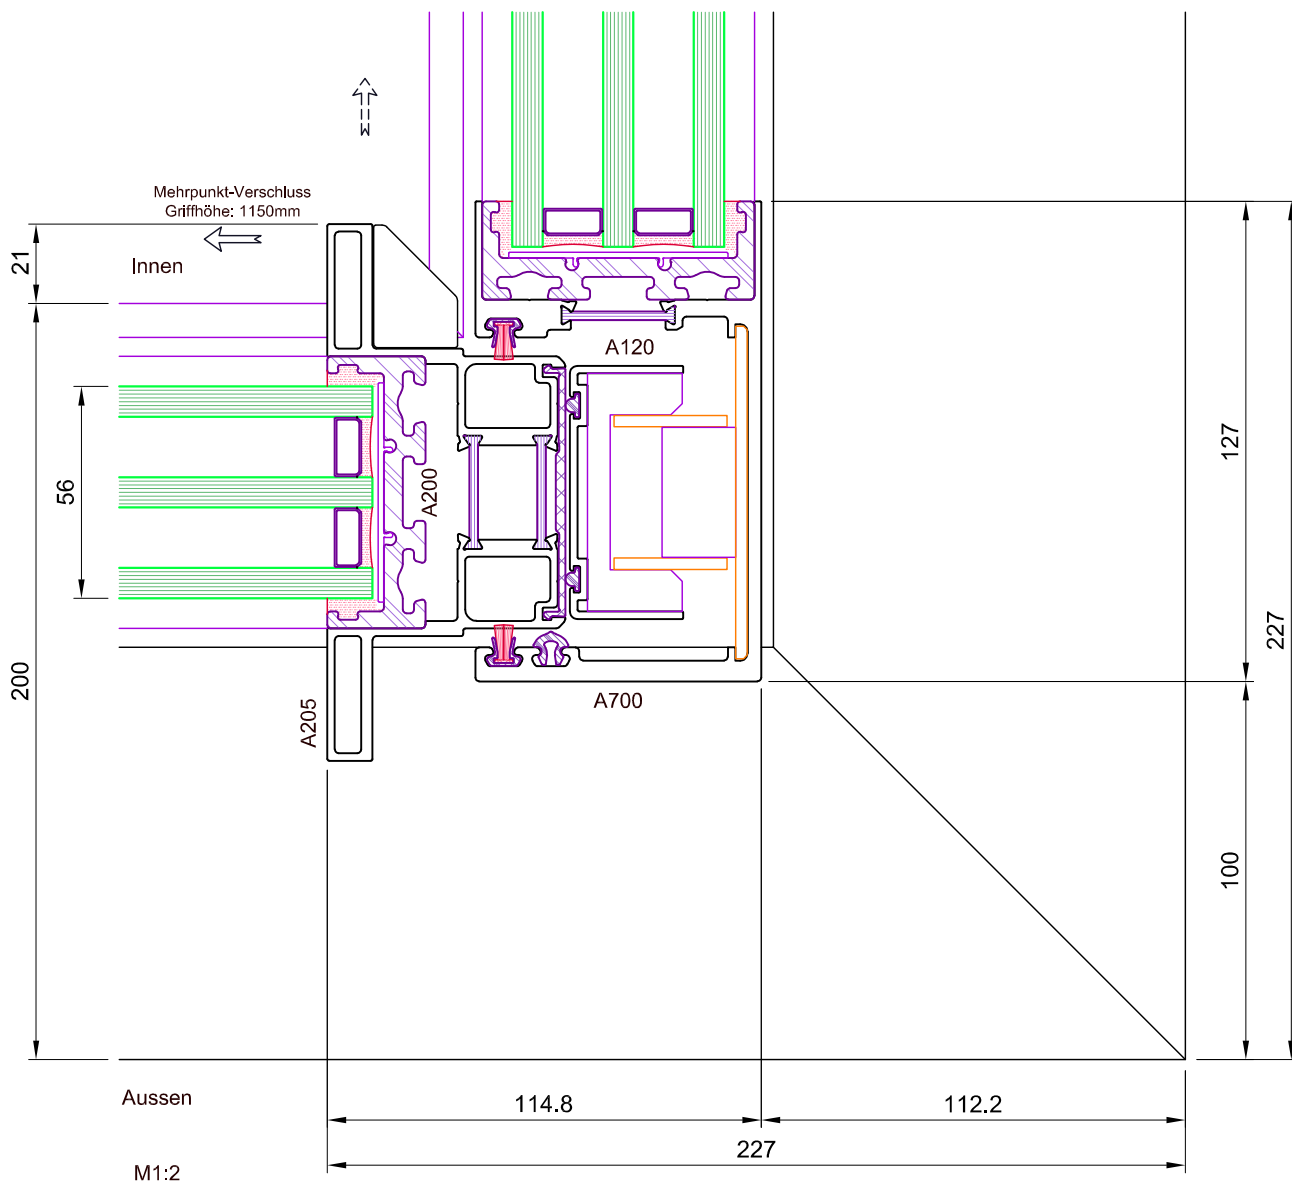 Mehrpunkt-Verschluss
Griffhöhe: 1150mm
21
Innen
A120
127
56
A200
227
200
A205
A700
100
Aussen
114.8
112.2
227
M1:2